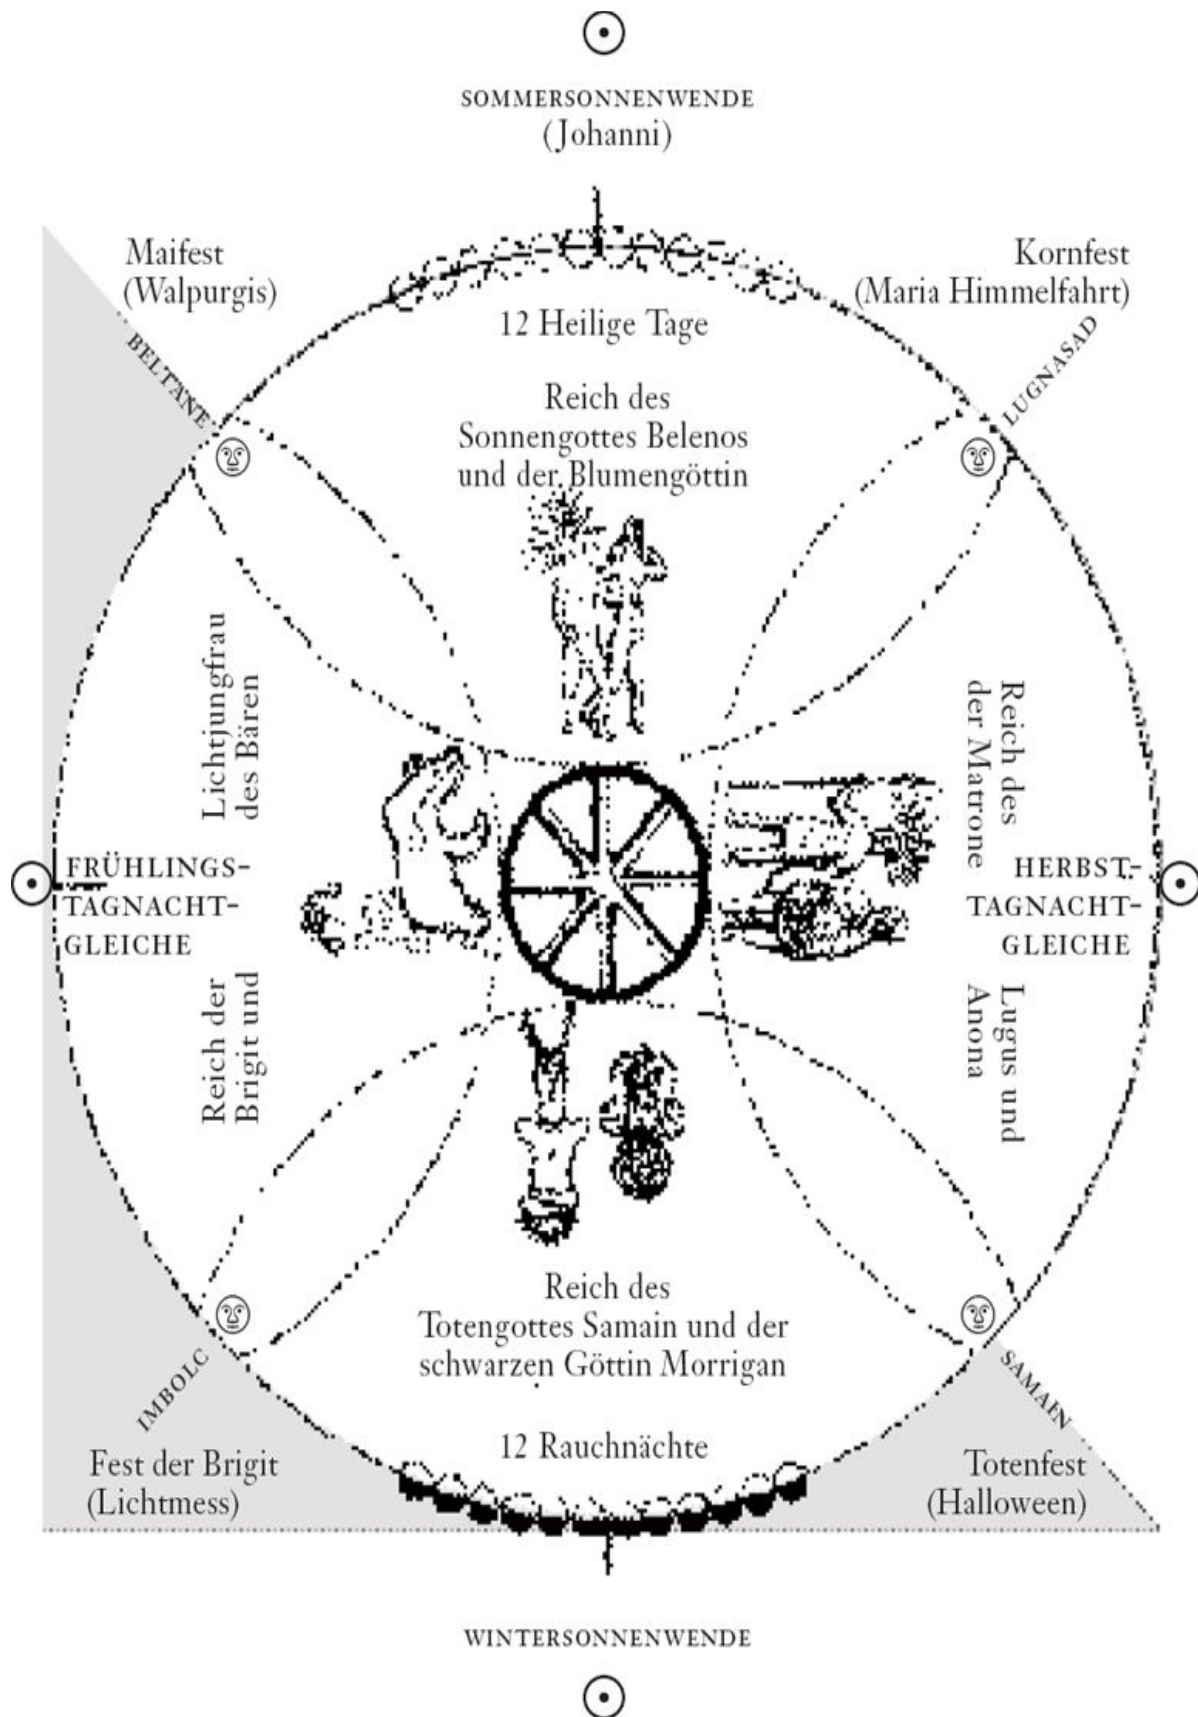 SOMMERSONNENWENDE
(Johanni)
Maifest
(Walpurgis)
Kornfest
(Maria Himmelfahrt)
BELTANE
LUGNASAD
12 Heilige Tage
Reich des
Sonnengottes Belenos
und der Blumengöttin
Lichtjungfrau
des Bären
Reich des
der Matrone
FRÜHLINGS-
TAGNACHT-
GLEICHE
HERBST-
TAGNACHT-
GLEICHE
Reich der
Brigit und
Lugus und
Anona
Reich des
Totengottes Samain und der
schwarzen Göttin Morrigan
IMBOLC
SAMAIN
12 Rauchnächte
Fest der Brigit
(Lichtmess)
Totenfest
(Halloween)
WINTERSONNENWENDE